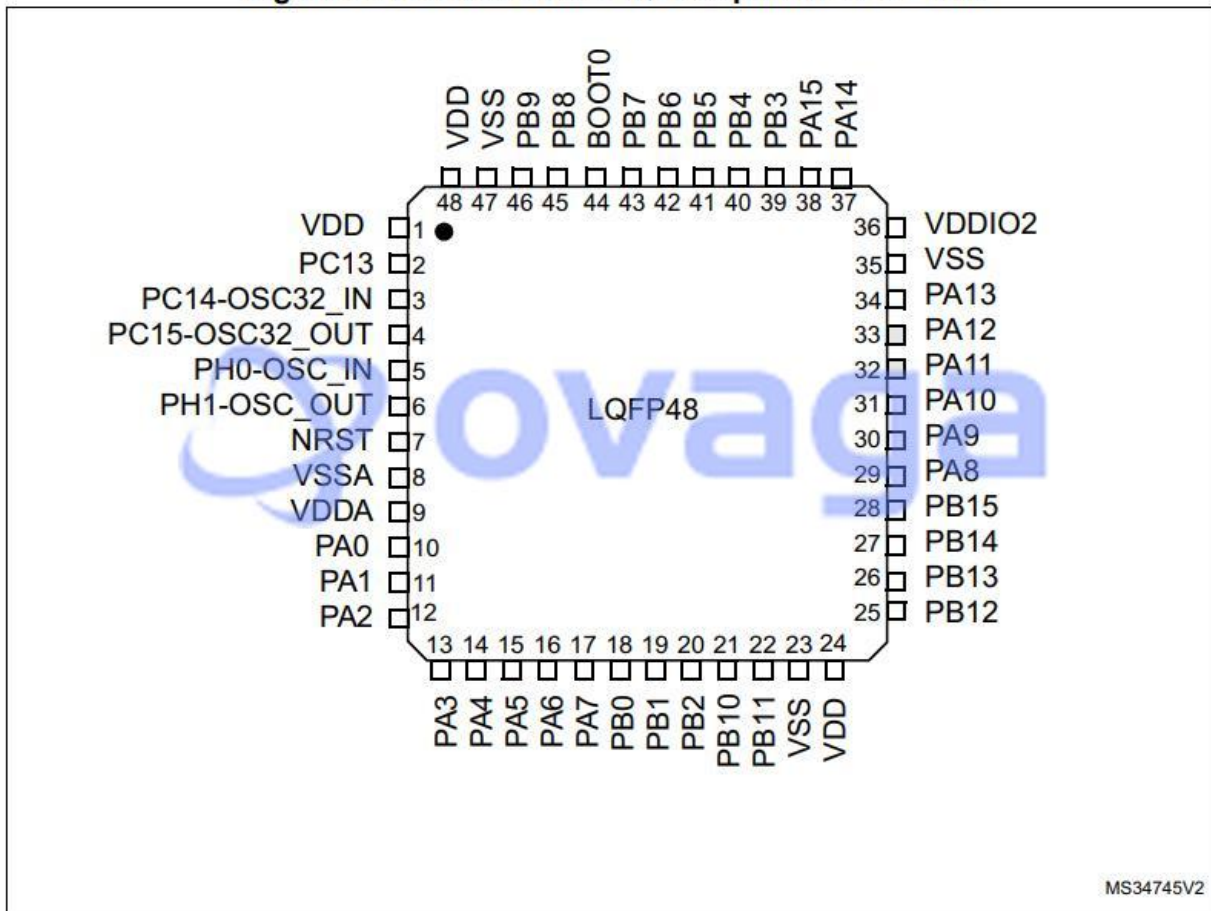 VDD
VSS
PB9
PB8
BOOT0
PB7
PB6
PB5
PB4
PB3
PA15
PA14
48 47 46 45 44 43 42 41 40 39 38 37
VDD 1 36 VDDIO2
PC13 2 35 VSS
PC14-OSC32_IN 3 34 PA13
PC15-OSC32_OUT 4 33 PA12
PH0-OSC_IN 5 32 PA11
PH1-OSC_OUT 6 LQFP48 31 PA10
NRST 7 30 PA9
VSSA 8 29 PA8
VDDA 9 28 PB15
PA0 10 27 PB14
PA1 11 26 PB13
PA2 12 25 PB12
ovaga
13 14 15 16 17 18 19 20 21 22 23 24
PA3
PA4
PA5
PA6
PA7
PB0
PB1
PB2
PB10
PB11
VSS
VDD
MS34745V2